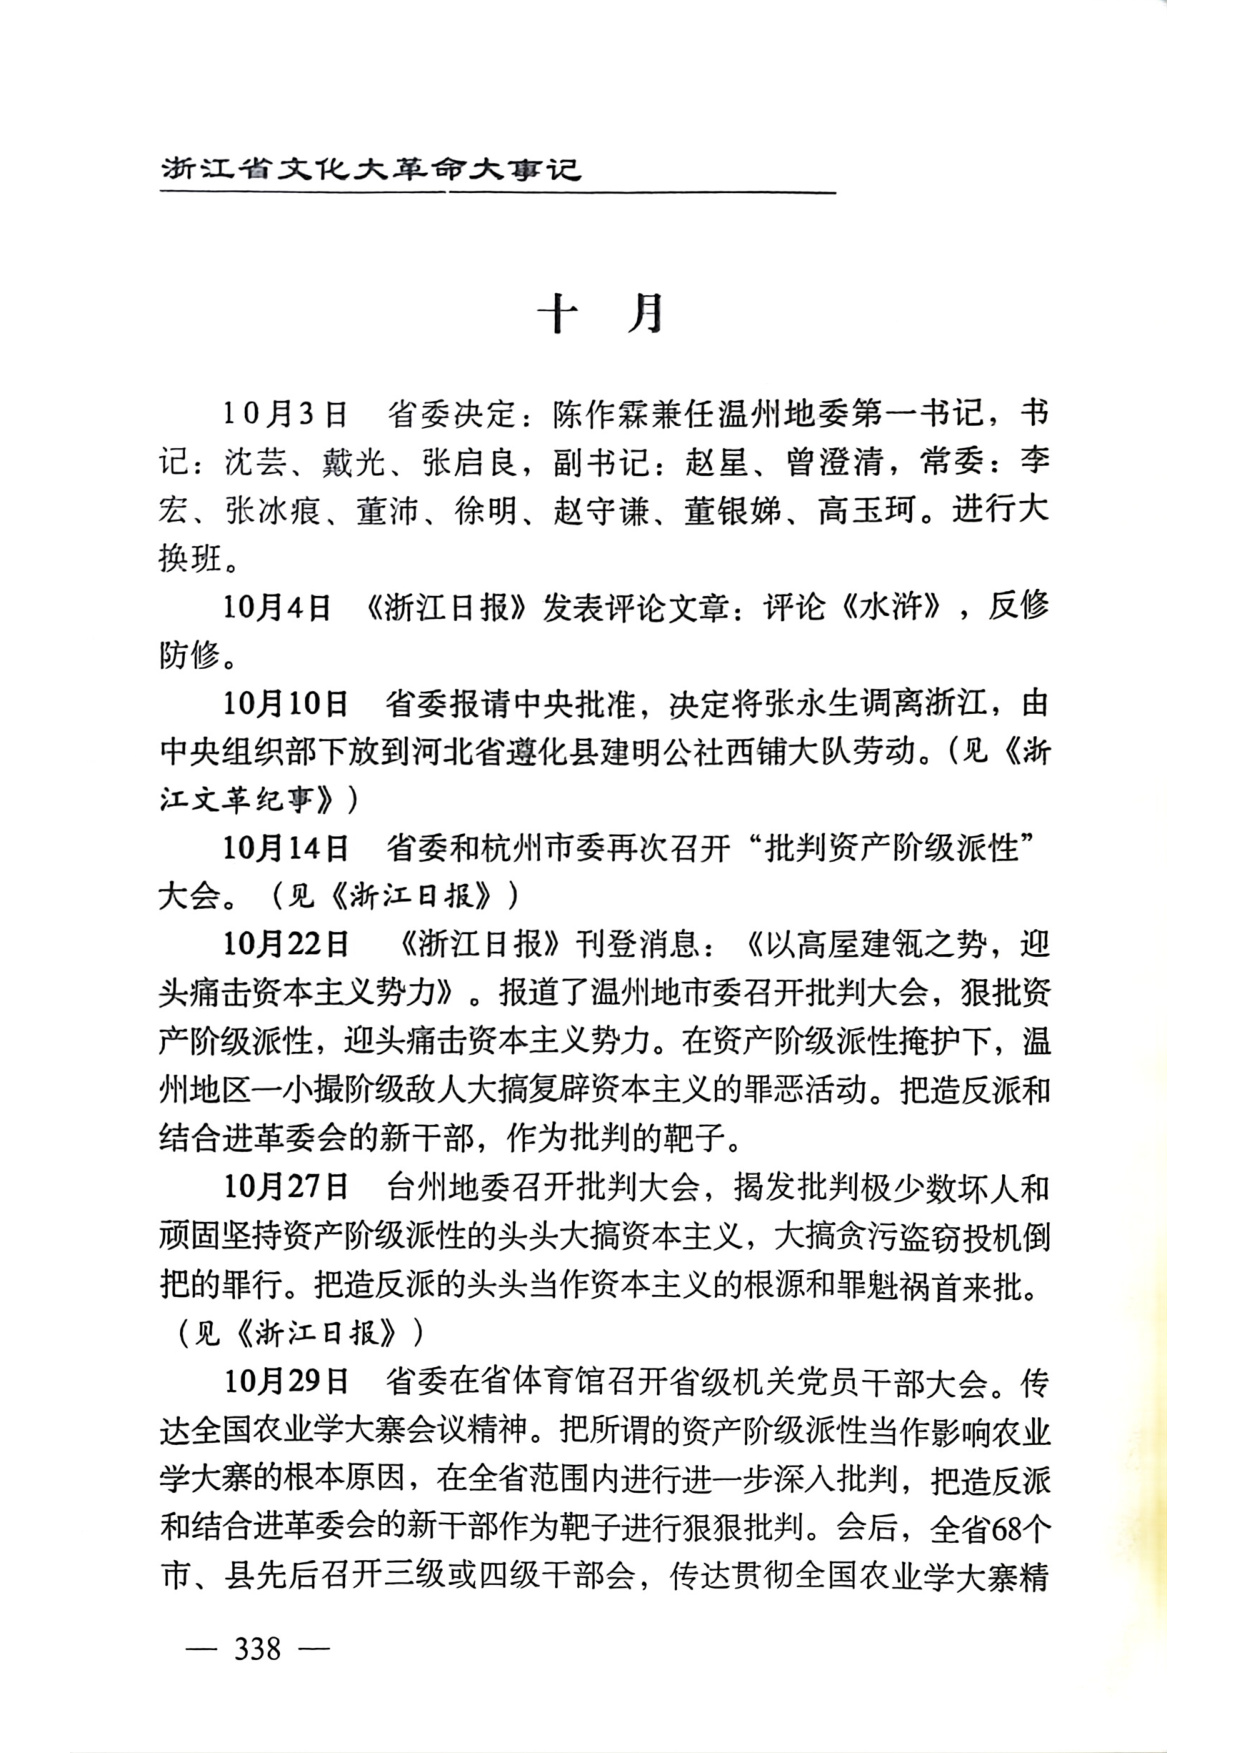 浙江省文化大革命大事记
十 月
10月3日 省委决定：陈作霖兼任温州地委第一书记，书
记：沈芸、戴光、张启良，副书记：赵星、曾澄清，常委：李
宏、张冰痕、董沛、徐明、赵守谦、董银娣、高玉珂。进行大
换班。
10月4日 《浙江日报》发表评论文章：评论《水浒》，反修
防修。
10月10日 省委报请中央批准，决定将张永生调离浙江，由
中央组织部下放到河北省遵化县建明公社西铺大队劳动。（见《浙
江文革纪事》）
10月14日 省委和杭州市委再次召开“批判资产阶级派性”
大会。（见《浙江日报》）
10月22日 《浙江日报》刊登消息：《以高屋建瓴之势，迎
头痛击资本主义势力》。报道了温州地市委召开批判大会，狠批资
产阶级派性，迎头痛击资本主义势力。在资产阶级派性掩护下，温
州地区一小撮阶级敌人大搞复辟资本主义的罪恶活动。把造反派和
结合进革委会的新干部，作为批判的靶子。
10月27日 台州地委召开批判大会，揭发批判极少数坏人和
顽固坚持资产阶级派性的头头大搞资本主义，大搞贪污盗窃投机倒
把的罪行。把造反派的头头当作资本主义的根源和罪魁祸首来批。
（见《浙江日报》）
10月29日 省委在省体育馆召开省级机关党员干部大会。传
达全国农业学大寨会议精神。把所谓的资产阶级派性当作影响农业
学大寨的根本原因，在全省范围内进行进一步深入批判，把造反派
和结合进革委会的新干部作为靶子进行狠狠批判。会后，全省68个
市、县先后召开三级或四级干部会，传达贯彻全国农业学大寨精
— 338 —